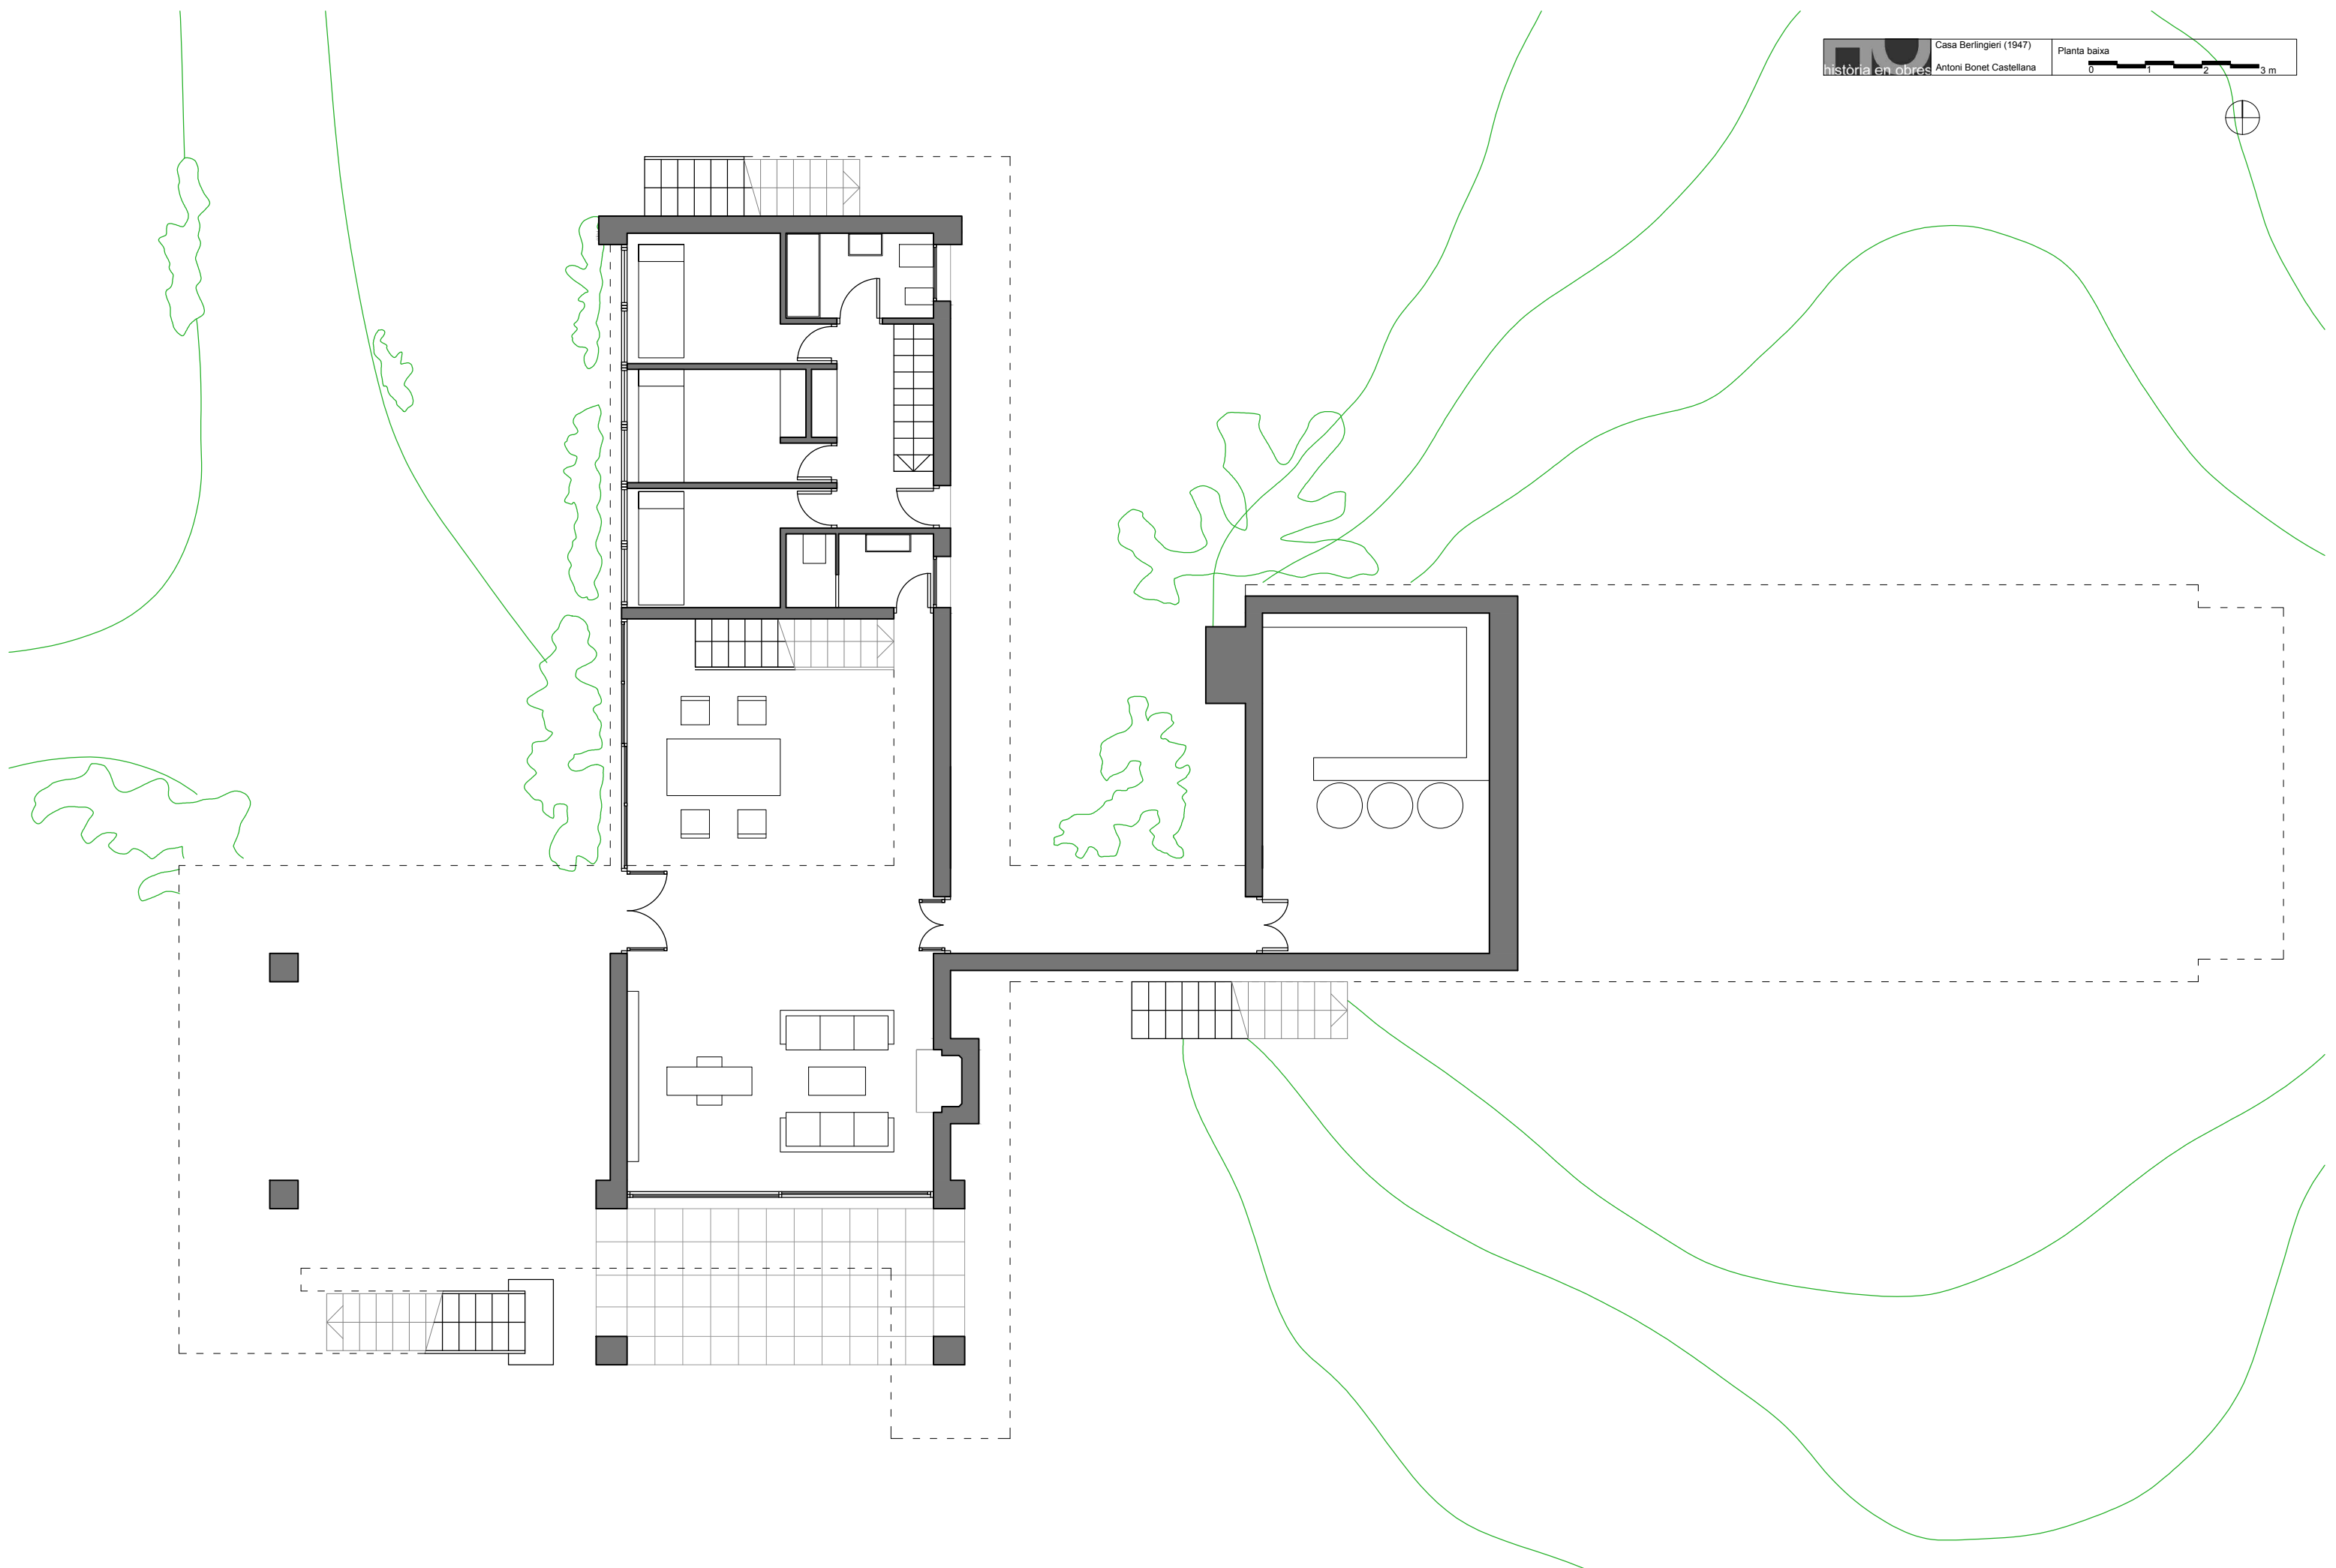 història en obres
Casa Berlingieri (1947)
Antoni Bonet Castellana
Planta baixa
0 1 2 3 m